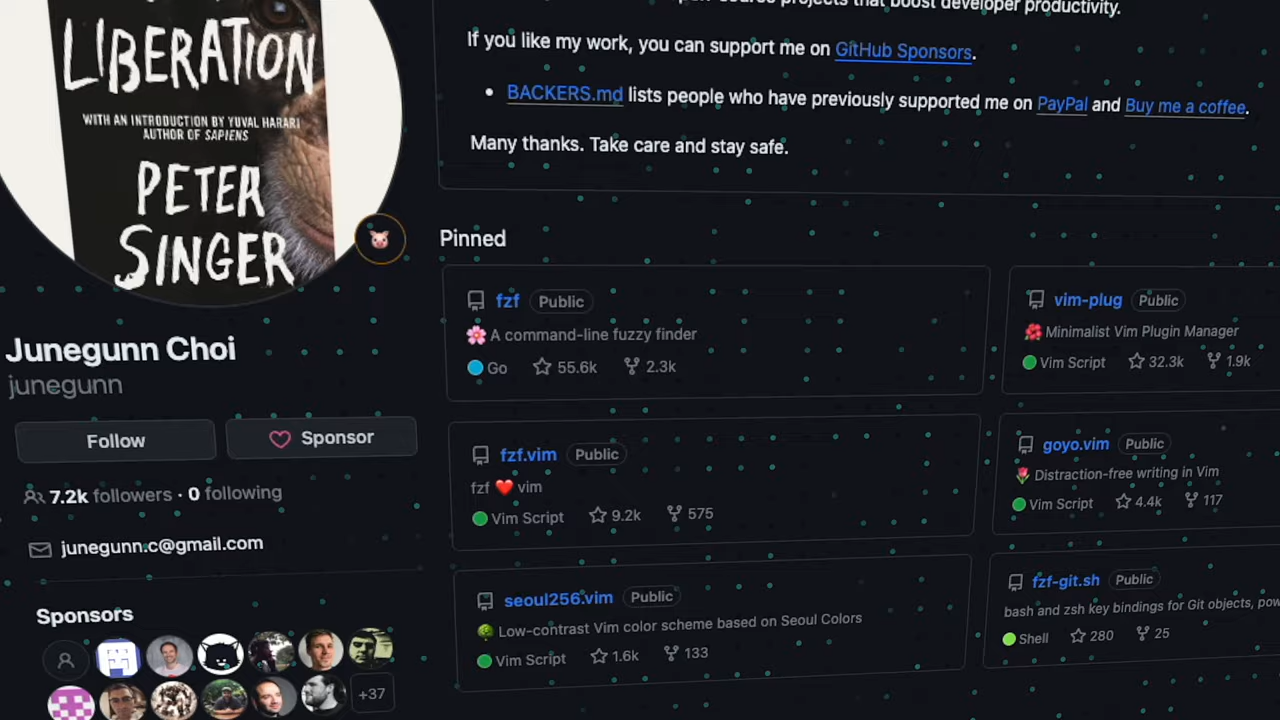 LIBERATION
WITH AN INTRODUCTION BY YUVAL HARARI
AUTHOR OF SAPIENS
PETER
SINGER
Junegunn Choi
junegunn
Follow
Sponsor
7.2k followers · 0 following
junegunn.c@gmail.com
Sponsors
+37
projects that boost developer productivity.
If you like my work, you can support me on GitHub Sponsors.
• BACKERS.md lists people who have previously supported me on PayPal and Buy me a coffee.
Many thanks. Take care and stay safe.
Pinned
fzf Public
A command-line fuzzy finder
Go 55.6k 2.3k
vim-plug Public
Minimalist Vim Plugin Manager
Vim Script 32.3k 1.9k
fzf.vim Public
fzf ❤️ vim
Vim Script 9.2k 575
goyo.vim Public
Distraction-free writing in Vim
Vim Script 4.4k 117
seoul256.vim Public
Low-contrast Vim color scheme based on Seoul Colors
Vim Script 1.6k 133
fzf-git.sh Public
bash and zsh key bindings for Git objects, pow
Shell 280 25